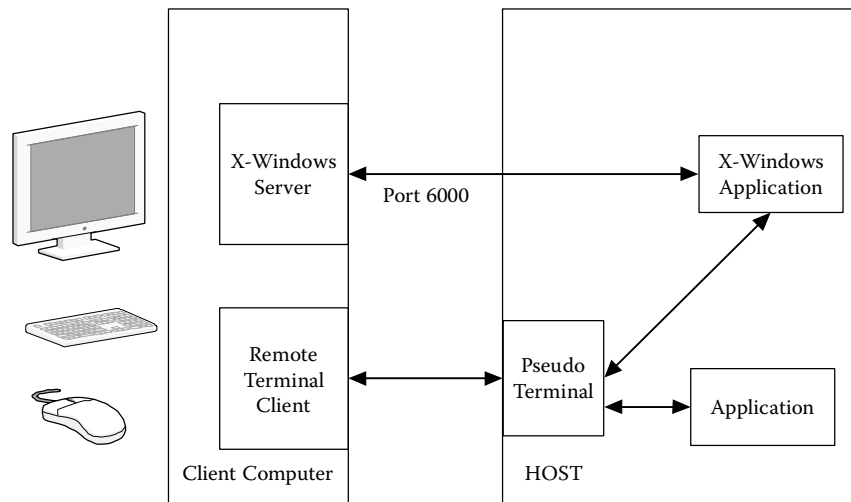 X-Windows
Server
Port 6000
X-Windows
Application
Remote
Terminal
Client
Pseudo
Terminal
Application
Client Computer
HOST